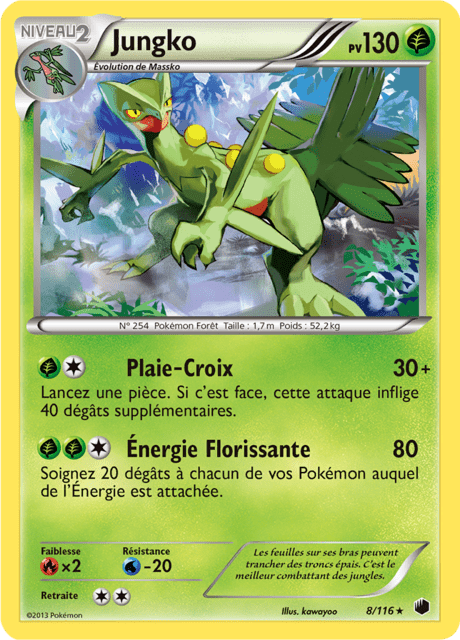 NIVEAU2
Jungko
PV130
Évolution de Massko
N° 254 Pokémon Forêt Taille : 1,7 m Poids : 52,2 kg
Plaie-Croix 30+
Lancez une pièce. Si c'est face, cette attaque inflige
40 dégâts supplémentaires.
Énergie Florissante 80
Soignez 20 dégâts à chacun de vos Pokémon auquel
de l'Énergie est attachée.
Faiblesse
×2
Résistance
-20
Retraite
Les feuilles sur ses bras peuvent
trancher des troncs épais. C'est le
meilleur combattant des jungles.
©2013 Pokémon
Illus. kawayoo
8/116 ★